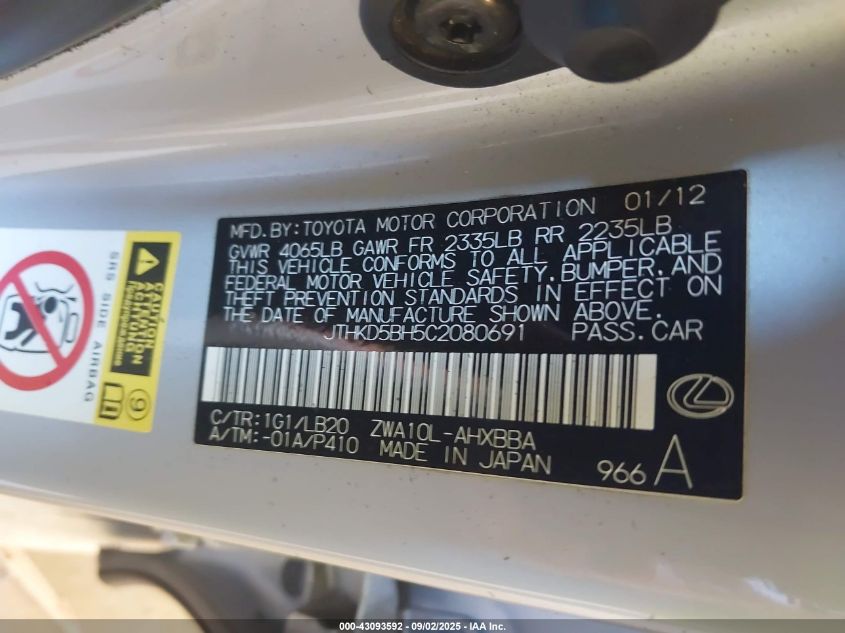 MFD. BY: TOYOTA MOTOR CORPORATION 01/12
GVWR 4065LB GAWR FR 2335LB RR 2235LB
THIS VEHICLE CONFORMS TO ALL APPLICABLE
FEDERAL MOTOR VEHICLE SAFETY, BUMPER, AND
THEFT PREVENTION STANDARDS IN EFFECT ON
THE DATE OF MANUFACTURE SHOWN ABOVE.
JTHKD5BH5C2080691 PASS.CAR
C/TR: 1G1/LB20 ZWA10L-AHXBBA
A/TM: -01A/P410 MADE IN JAPAN
966 A
SRS SIDE AIRBAG
CAUTION
ATTENTION
9
000-43093592 - 09/02/2025 - IAA Inc.